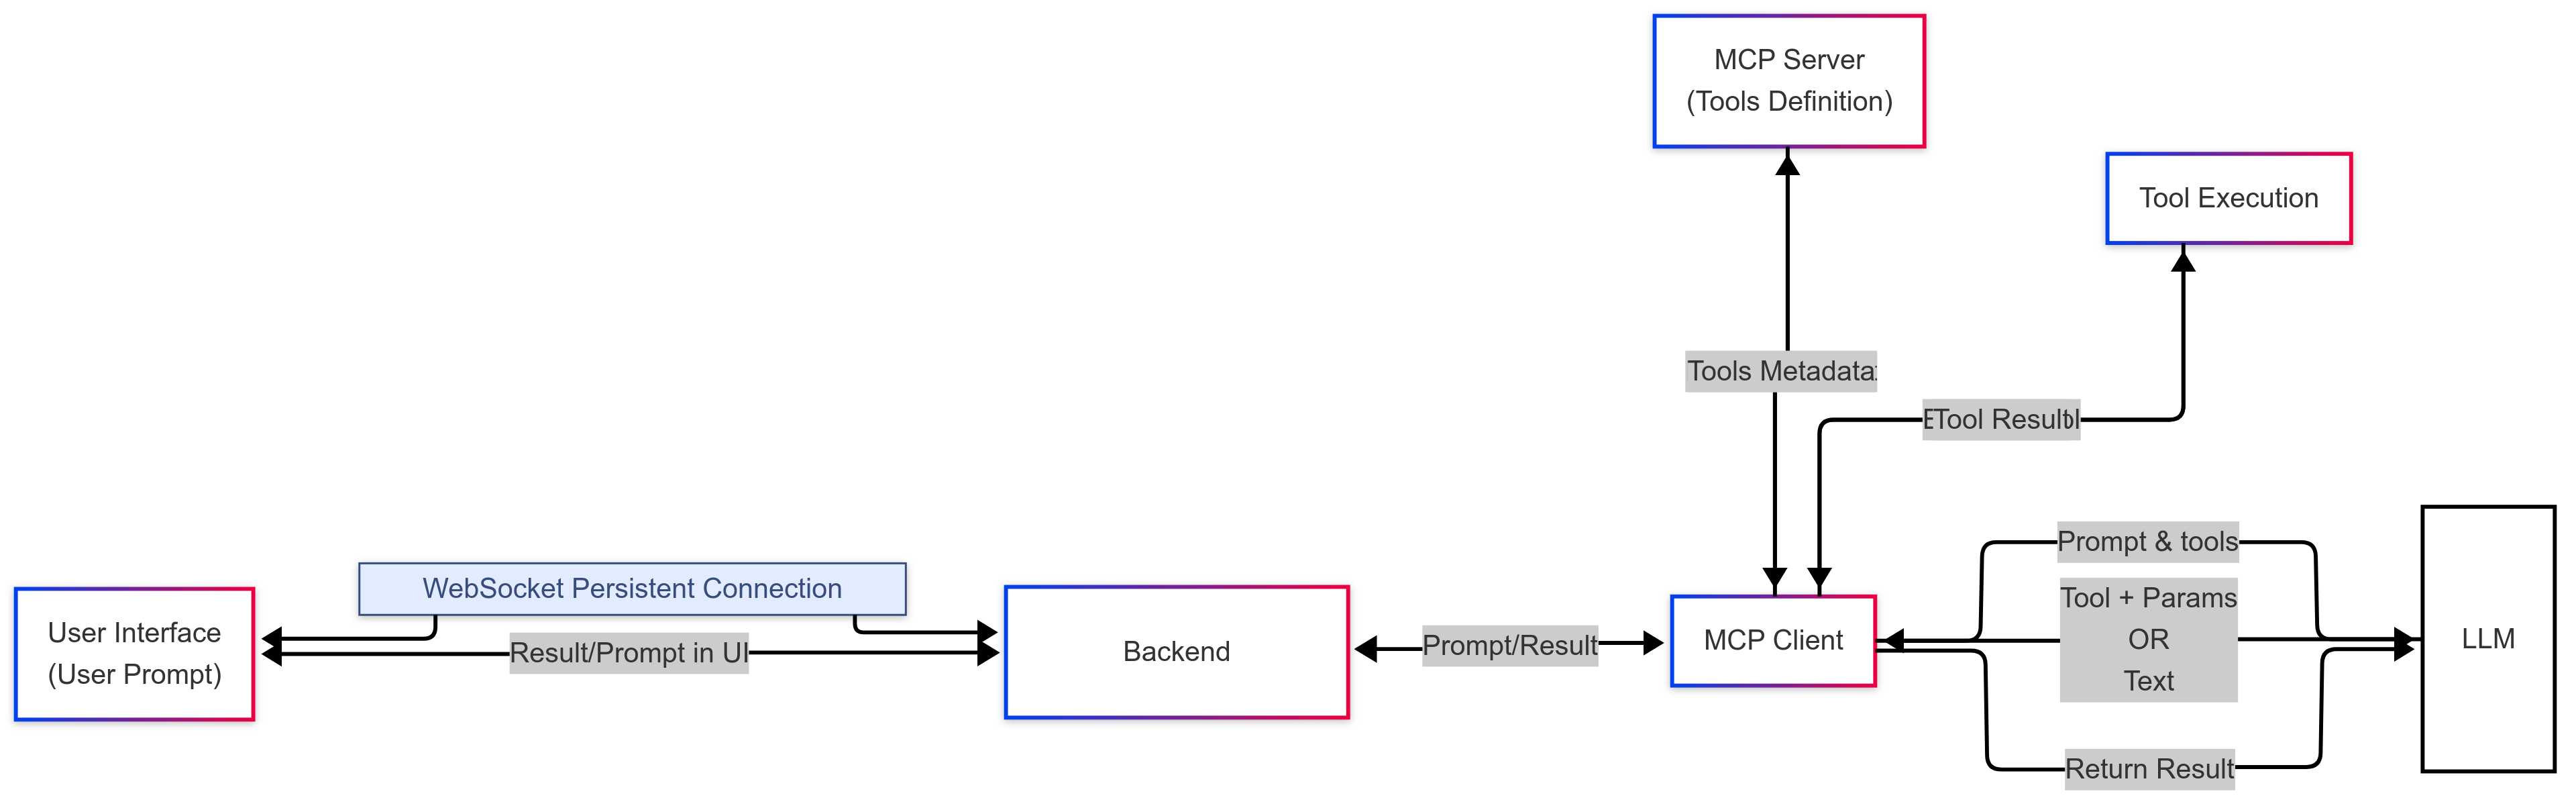 MCP Server
(Tools Definition)
Tool Execution
Tools Metadata
Tool Result
Prompt & tools
WebSocket Persistent Connection
User Interface
(User Prompt)
Result/Prompt in UI
Backend
Prompt/Result
MCP Client
Tool + Params
OR
Text
LLM
Return Result